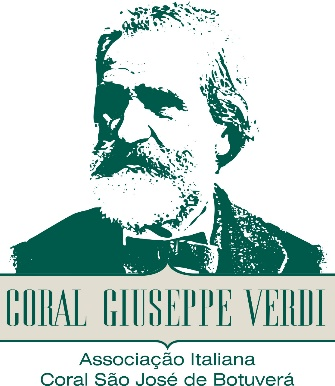 CORAL GIUSEPPE VERDI
Associação Italiana
Coral São José de Botuverá